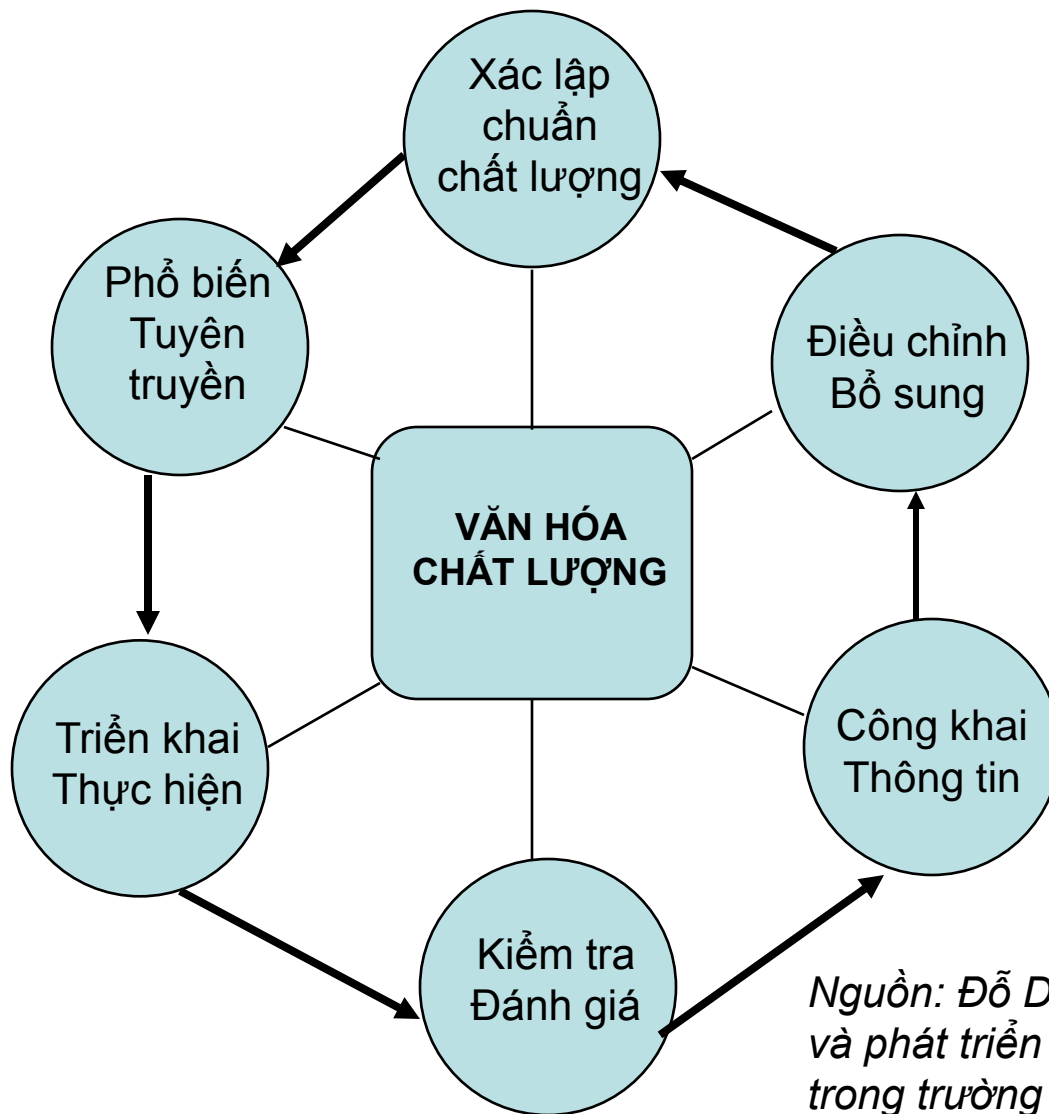 Xác lập
chuẩn
chất lượng
Phổ biến
Tuyên
truyền
Điều chỉnh
Bổ sung
VĂN HÓA
CHẤT LƯỢNG
Triển khai
Thực hiện
Công khai
Thông tin
Kiểm tra
Đánh giá
Nguồn: Đỗ D
và phát triển
trong trường